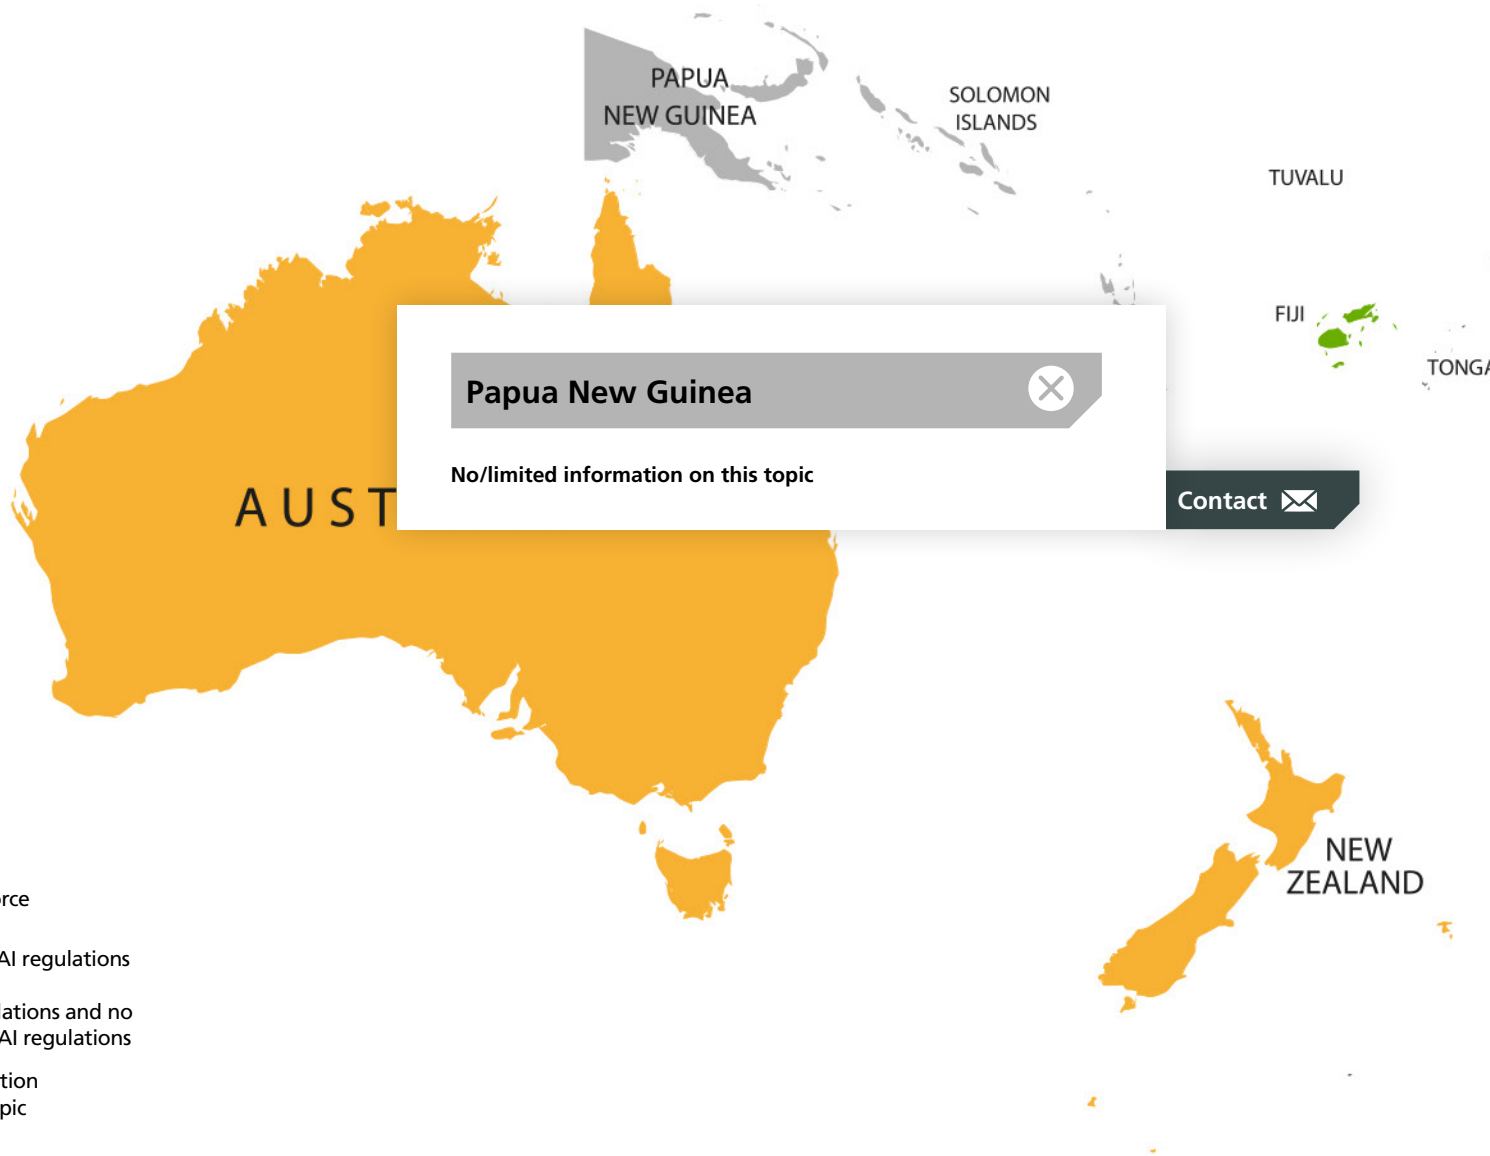 PAPUA
NEW GUINEA
SOLOMON
ISLANDS
TUVALU
FIJI
TONGA
Papua New Guinea
No/limited information on this topic
AUST
Contact
NEW
ZEALAND
rce
AI regulations
lations and no
AI regulations
tion
pic